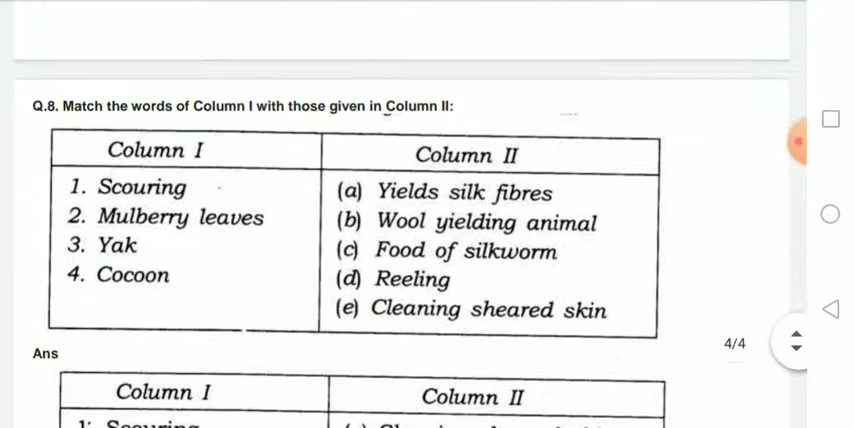 Q.8. Match the words of Column I with those given in Column II:
Column I Column II
1. Scouring (a) Yields silk fibres
2. Mulberry leaves (b) Wool yielding animal
3. Yak (c) Food of silkworm
4. Cocoon (d) Reeling
(e) Cleaning sheared skin
4/4
Ans
Column I Column II